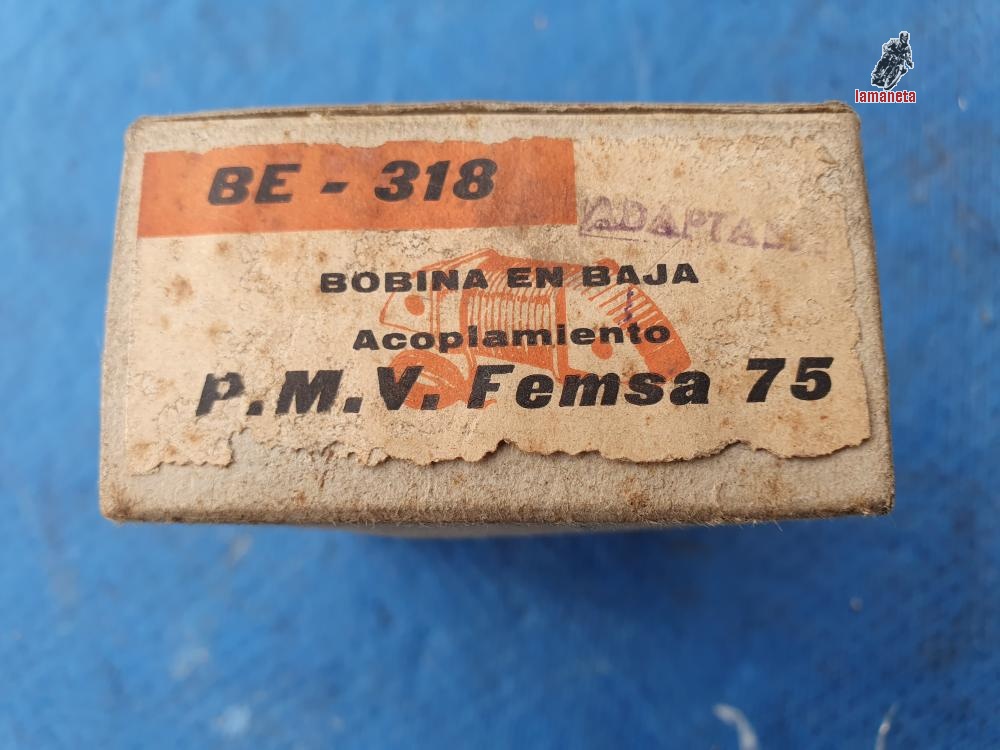 lamaneta
BE - 318
BOBINA EN BAJA
Acoplamiento
P.M.V. Femsa 75